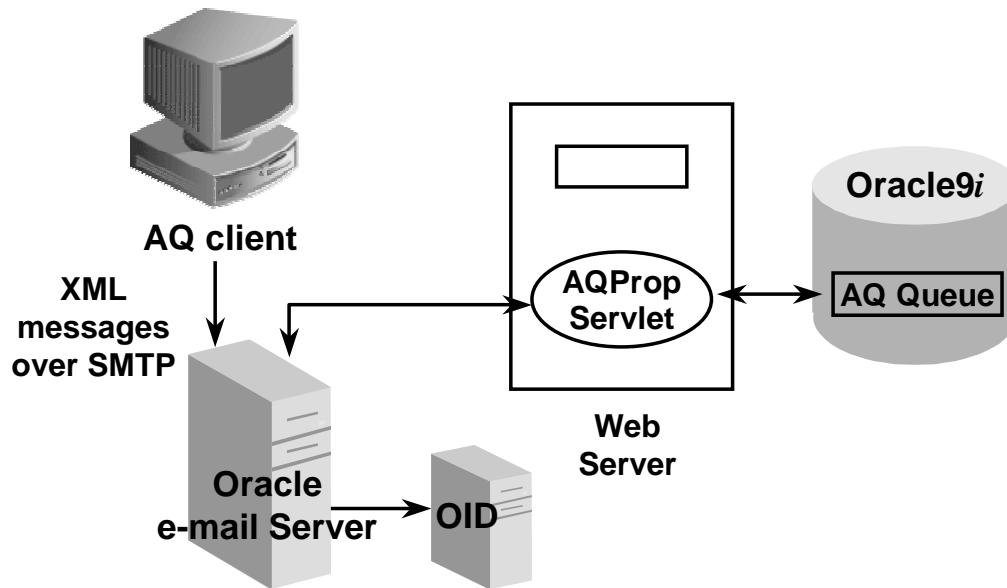 AQ client
XML
messages
over SMTP
Oracle
e-mail Server
OID
AQProp
Servlet
Web
Server
Oracle9i
AQ Queue